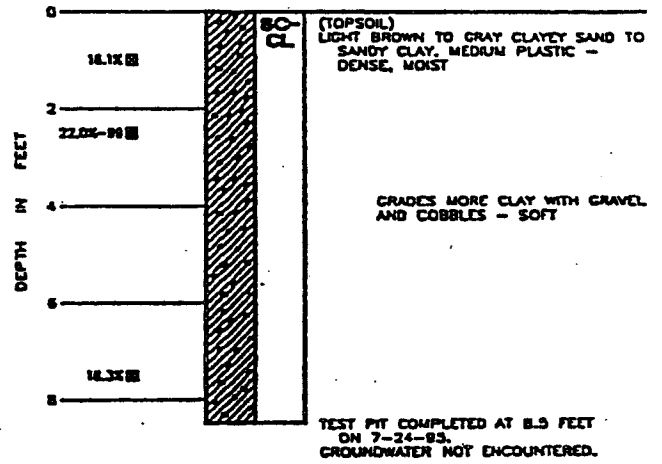 0
SC-
CL
(TOPSOIL)
LIGHT BROWN TO GRAY CLAYEY SAND TO
SANDY CLAY, MEDIUM PLASTIC –
DENSE, MOIST
18.1%
2
22.0%-99
DEPTH IN FEET
4
GRADES MORE CLAY WITH GRAVEL
AND COBBLES – SOFT
6
18.3%
8
TEST PIT COMPLETED AT 8.5 FEET
ON 7-24-95.
GROUNDWATER NOT ENCOUNTERED.